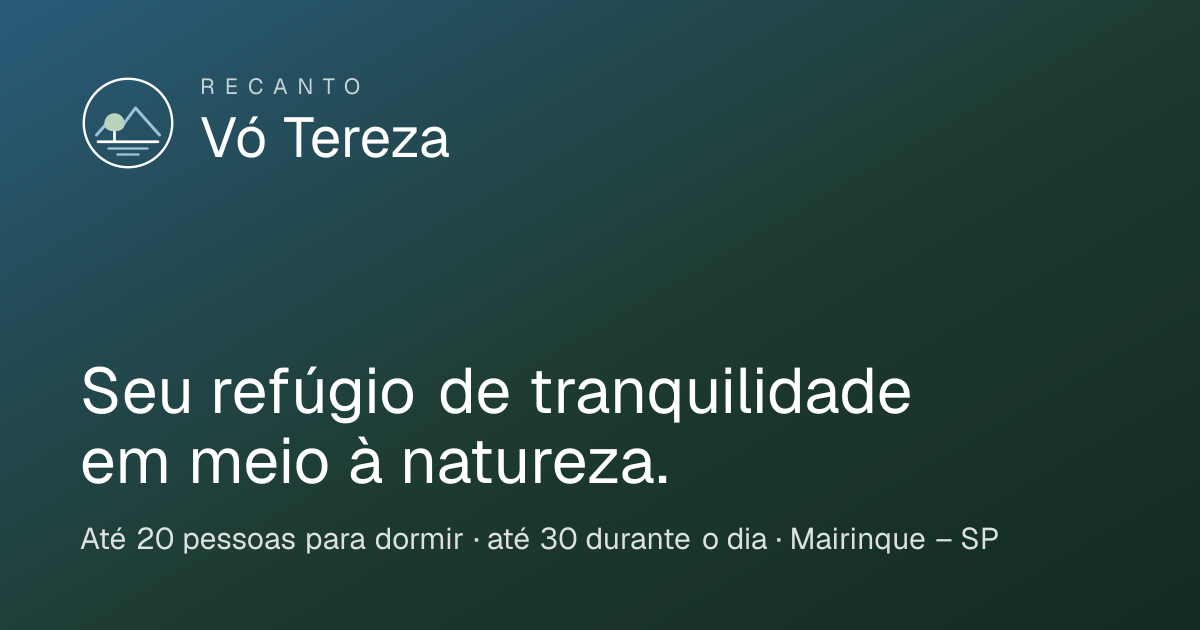 RECANTO
Vó Tereza
Seu refúgio de tranquilidade
em meio à natureza.
Até 20 pessoas para dormir · até 30 durante o dia · Mairinque – SP